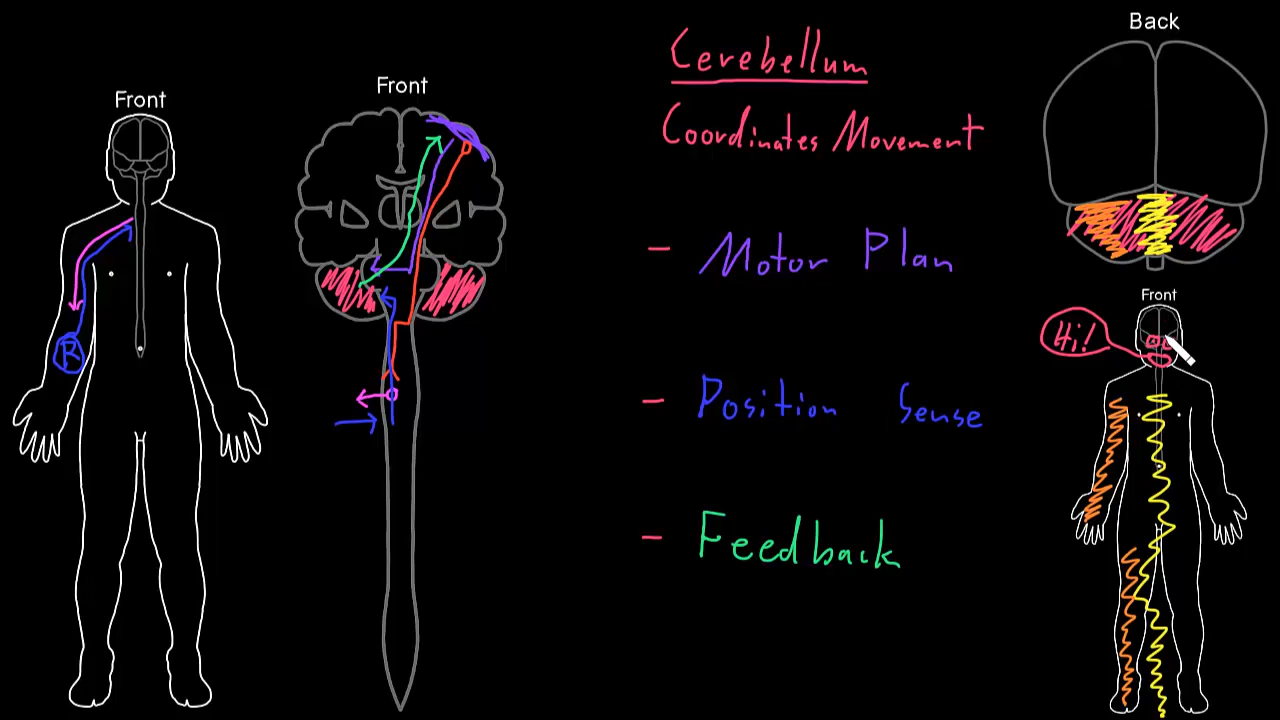 Front
R
Front
Cerebellum
Coordinates Movement
- Motor Plan
- Position Sense
- Feedback
Back
Front
Hi!